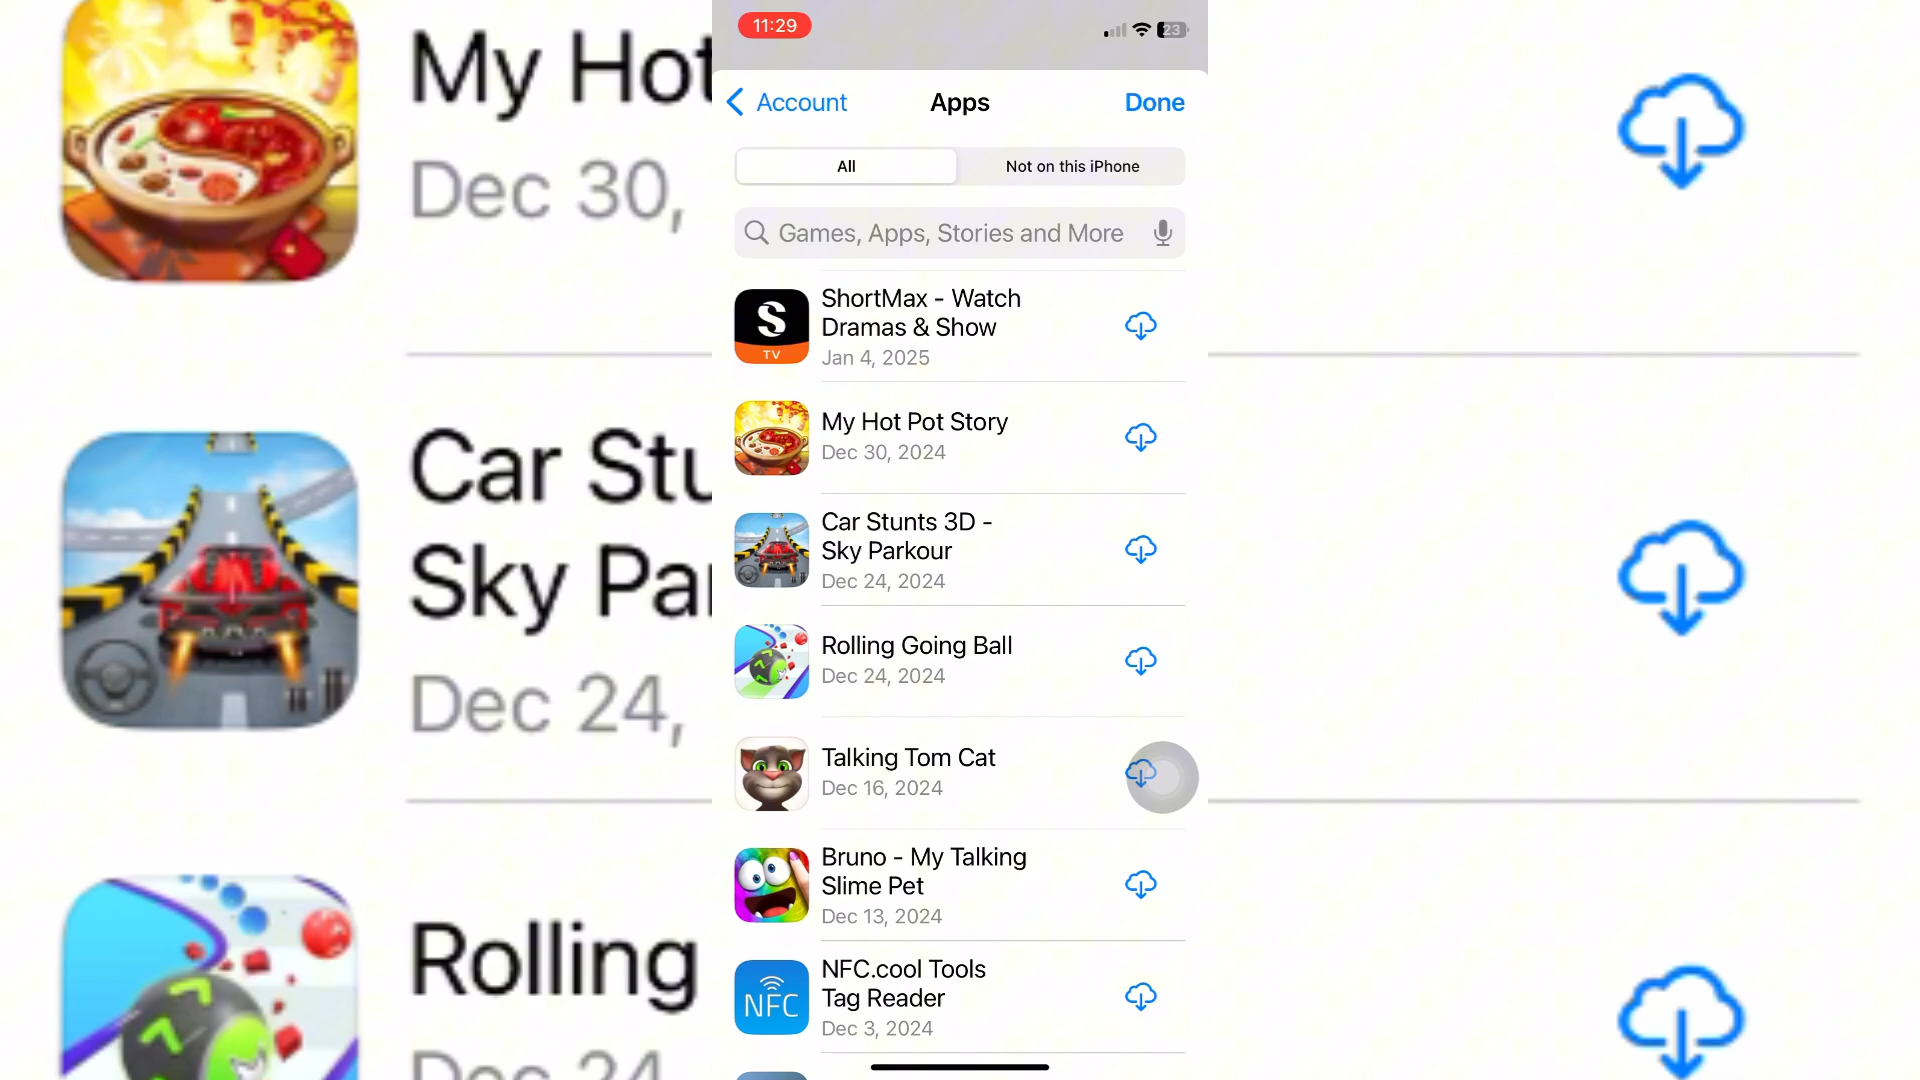 My Hot
Dec 30,
Car Stu
Sky Par
Dec 24,
Rolling
Dec 24
11:29
23
Account
Apps
Done
All
Not on this iPhone
Games, Apps, Stories and More
S
TV
ShortMax - Watch
Dramas & Show
Jan 4, 2025
My Hot Pot Story
Dec 30, 2024
Car Stunts 3D -
Sky Parkour
Dec 24, 2024
Rolling Going Ball
Dec 24, 2024
Talking Tom Cat
Dec 16, 2024
Bruno - My Talking
Slime Pet
Dec 13, 2024
NFC
NFC.cool Tools
Tag Reader
Dec 3, 2024